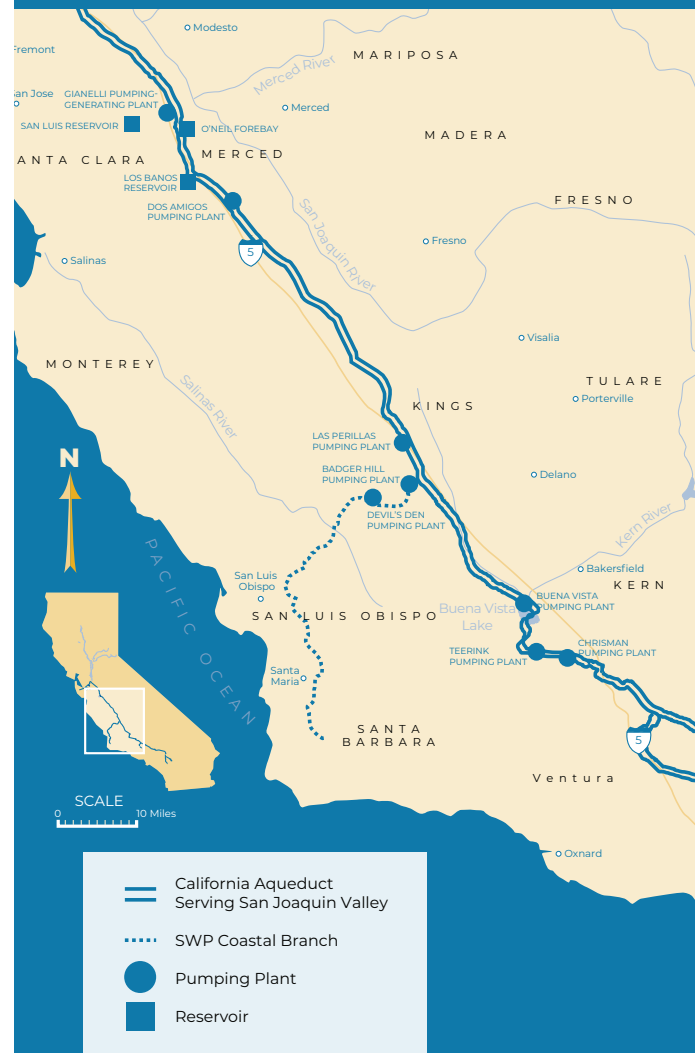 Modesto
Fremont
MARIPOSA
Merced River
San Jose
GIANELLI PUMPING-
GENERATING PLANT
Merced
SAN LUIS RESERVOIR
O'NEIL FOREBAY
MADERA
ANTA CLARA
MERCED
LOS BANOS
RESERVOIR
FRESNO
DOS AMIGOS
PUMPING PLANT
San Joaquin River
Fresno
5
Salinas
Visalia
MONTEREY
TULARE
Salinas River
Porterville
KINGS
LAS PERILLAS
PUMPING PLANT
N
BADGER HILL
PUMPING PLANT
Delano
DEVIL'S DEN
PUMPING PLANT
Kern River
PACIFIC OCEAN
San Luis
Obispo
Bakersfield
KERN
BUENA VISTA
PUMPING PLANT
SAN LUIS OBISPO
Buena Vista
Lake
TEERINK
PUMPING PLANT
CHRISMAN
PUMPING PLANT
Santa
Maria
SANTA
BARBARA
5
Ventura
SCALE
0 10 Miles
Oxnard
California Aqueduct
Serving San Joaquin Valley
SWP Coastal Branch
Pumping Plant
Reservoir